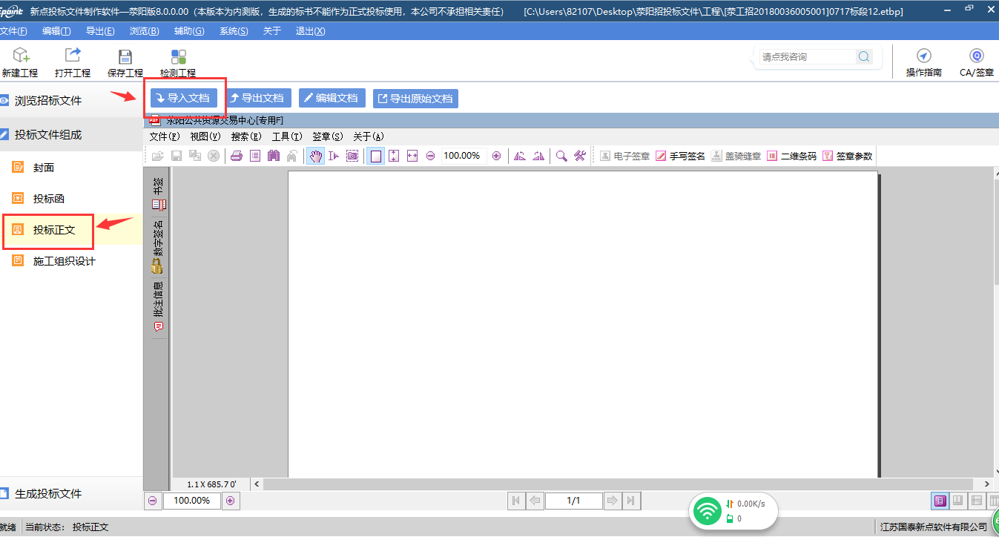 Epoint 新点投标文件制作软件—荥阳版8.0.0.00（本版本为内测版，生成的标书不能作为正式投标使用，本公司不承担相关责任） [C:\Users\82107\Desktop\荥阳招投标文件\工程\[荥工招20180036005001]0717标段12.etbp]
文件(F) 编辑(T) 导出(E) 浏览(B) 辅助(G) 系统(S) 关于 退出(X)
请点我咨询
新建工程 打开工程 保存工程 检测工程 操作指南 CA/签章
浏览招标文件 导入文档 导出文档 编辑文档 导出原始文档
荥阳公共资源交易中心[专用F]
投标文件组成 文件(F) 视图(V) 搜索(E) 工具(T) 签章(S) 关于(A)
100.00% 电子签章 手写签名 盖骑缝章 二维条码 签章参数
封面
投标函
投标正文
施工组织设计
书签
数字签名
批注信息
1.1 X 685.7 0'
生成投标文件 100.00% 1/1
0.00K/s
0
就绪 当前状态： 投标正文 江苏国泰新点软件有限公司